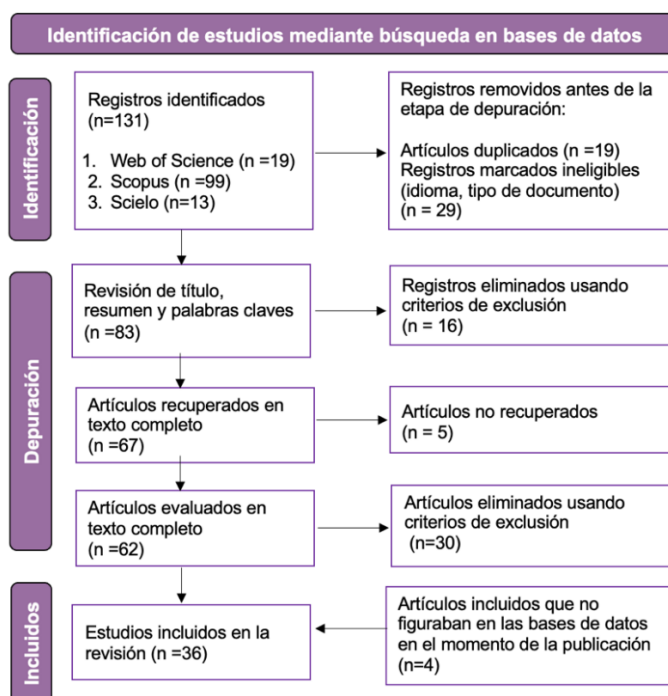 Identificación de estudios mediante búsqueda en bases de datos
Identificación
Registros identificados
(n=131)
1. Web of Science (n =19)
2. Scopus (n =99)
3. Scielo (n=13)
Registros removidos antes de la
etapa de depuración:
Artículos duplicados (n =19)
Registros marcados ineligibles
(idioma, tipo de documento)
(n = 29)
Depuración
Revisión de título,
resumen y palabras claves
(n =83)
Registros eliminados usando
criterios de exclusión
(n = 16)
Artículos recuperados en
texto completo
(n =67)
Artículos no recuperados
(n = 5)
Artículos evaluados en
texto completo
(n =62)
Artículos eliminados usando
criterios de exclusión
(n=30)
Incluidos
Estudios incluidos en la
revisión (n =36)
Artículos incluidos que no
figuraban en las bases de datos
en el momento de la publicación
(n=4)